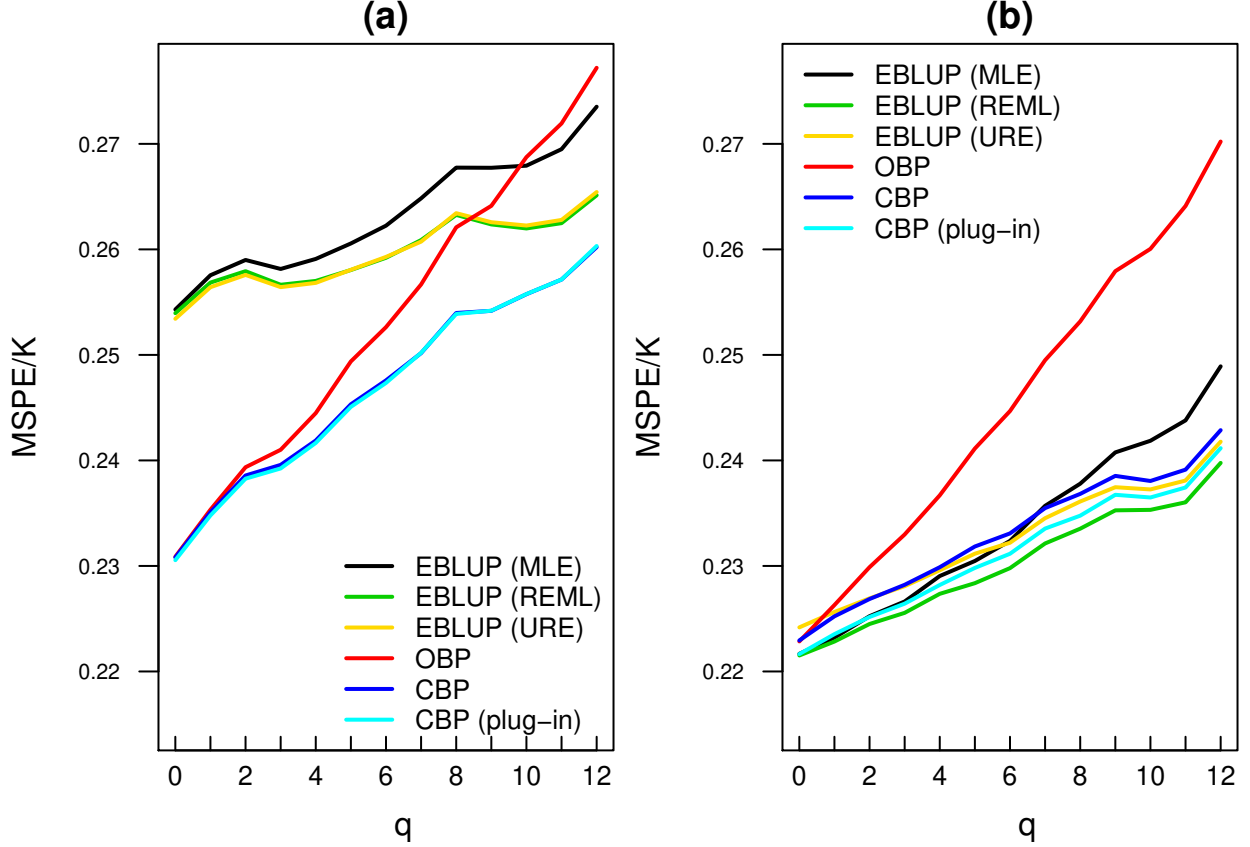 (a)
MSPE/K
0.27
0.26
0.25
0.24
0.23
0.22
EBLUP (MLE)
EBLUP (REML)
EBLUP (URE)
OBP
CBP
CBP (plug−in)
0 2 4 6 8 10 12
q
(b)
MSPE/K
0.27
0.26
0.25
0.24
0.23
0.22
EBLUP (MLE)
EBLUP (REML)
EBLUP (URE)
OBP
CBP
CBP (plug−in)
0 2 4 6 8 10 12
q